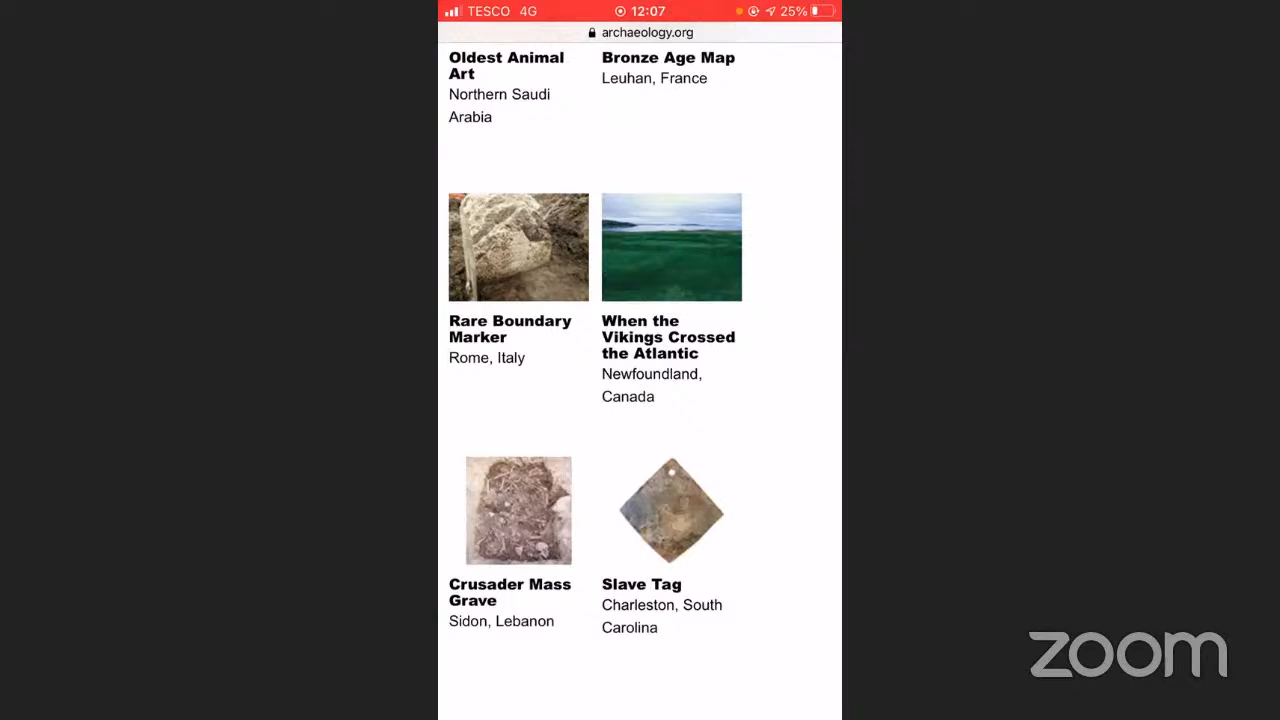 TESCO 4G 12:07 25%
archaeology.org
Oldest Animal
Art
Northern Saudi
Arabia
Bronze Age Map
Leuhan, France
Rare Boundary
Marker
Rome, Italy
When the
Vikings Crossed
the Atlantic
Newfoundland,
Canada
Crusader Mass
Grave
Sidon, Lebanon
Slave Tag
Charleston, South
Carolina
zoom